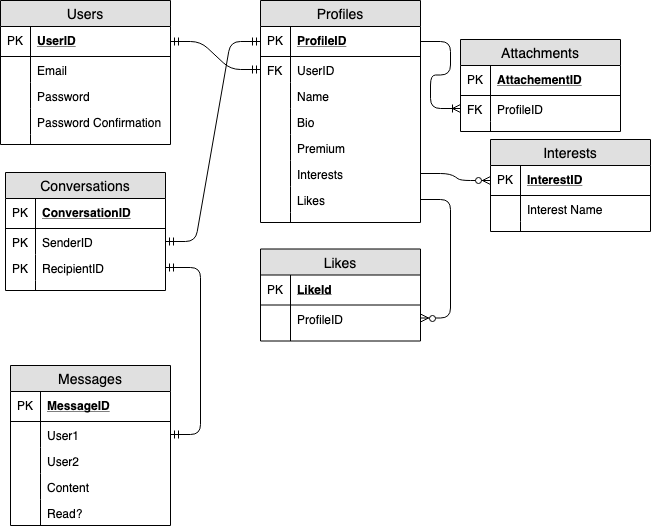 Users
PK UserID
Email
Password
Password Confirmation
Profiles
PK ProfileID
FK UserID
Name
Bio
Premium
Interests
Likes
Attachments
PK AttachementID
FK ProfileID
Interests
PK InterestID
Interest Name
Conversations
PK ConversationID
PK SenderID
PK RecipientID
Likes
PK LikeId
ProfileID
Messages
PK MessageID
User1
User2
Content
Read?